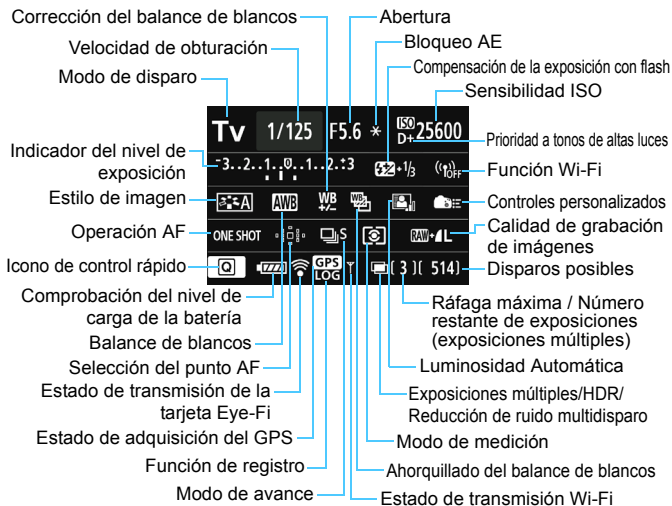 Corrección del balance de blancos
Abertura
Velocidad de obturación
Bloqueo AE
Modo de disparo
Compensación de la exposición con flash
Sensibilidad ISO
Tv 1/125 F5.6 * ISO D+ 25600
Prioridad a tonos de altas luces
Indicador del nivel de
exposición
-3..2..1..0..1..2..+3 +1/3 OFF
Función Wi-Fi
Estilo de imagen
A AWB WB +/- WB
Controles personalizados
Operación AF
ONE SHOT S RAW+L
Calidad de grabación
de imágenes
Icono de control rápido
Q GPS LOG [ 3 ][ 514]
Disparos posibles
Comprobación del nivel de
carga de la batería
Ráfaga máxima / Número
restante de exposiciones
(exposiciones múltiples)
Balance de blancos
Selección del punto AF
Luminosidad Automática
Estado de transmisión de la
tarjeta Eye-Fi
Exposiciones múltiples/HDR/
Reducción de ruido multidisparo
Estado de adquisición del GPS
Modo de medición
Función de registro
Ahorquillado del balance de blancos
Modo de avance
Estado de transmisión Wi-Fi